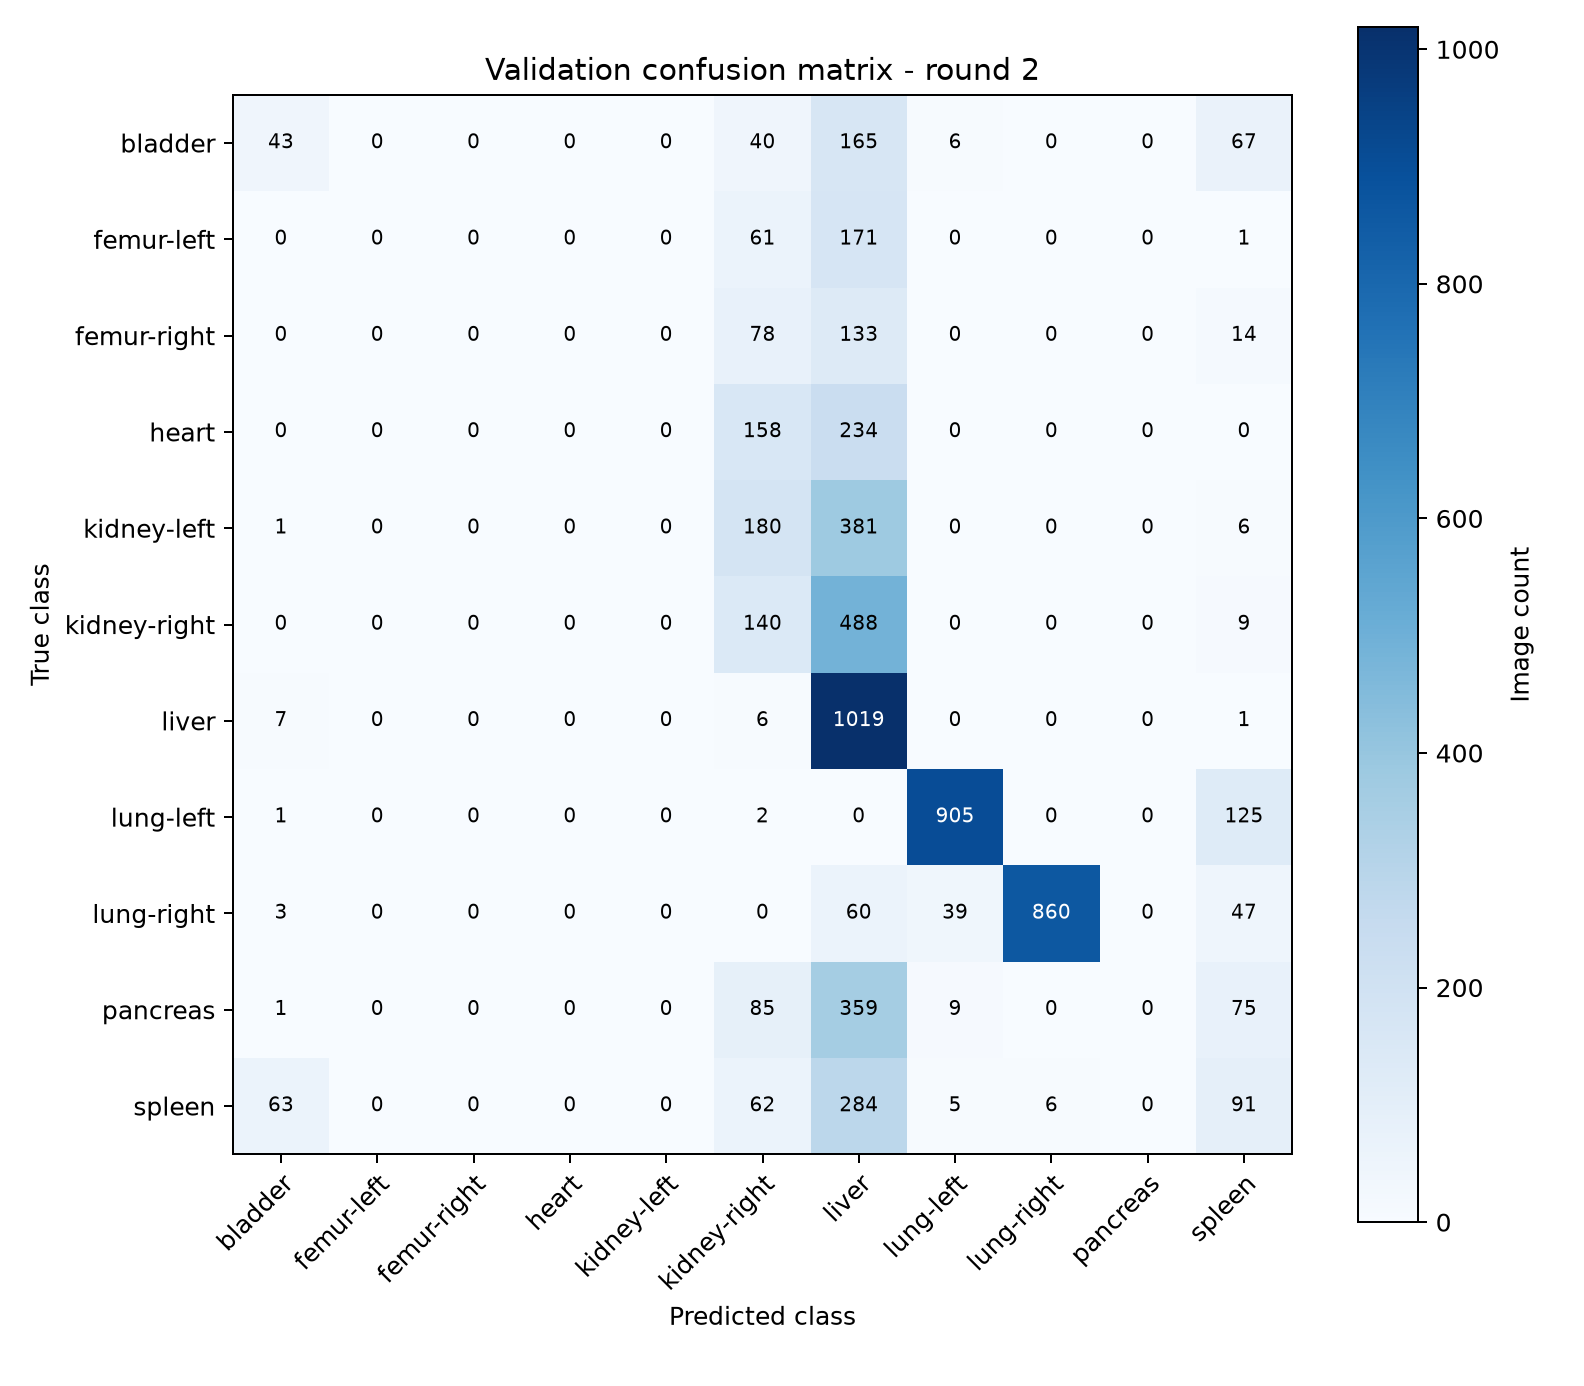 Validation confusion matrix - round 2
bladder 43 0 0 0 0 40 165 6 0 0 67
femur-left 0 0 0 0 0 61 171 0 0 0 1
femur-right 0 0 0 0 0 78 133 0 0 0 14
heart 0 0 0 0 0 158 234 0 0 0 0
kidney-left 1 0 0 0 0 180 381 0 0 0 6
kidney-right 0 0 0 0 0 140 488 0 0 0 9
liver 7 0 0 0 0 6 1019 0 0 0 1
lung-left 1 0 0 0 0 2 0 905 0 0 125
lung-right 3 0 0 0 0 0 60 39 860 0 47
pancreas 1 0 0 0 0 85 359 9 0 0 75
spleen 63 0 0 0 0 62 284 5 6 0 91
bladder femur-left femur-right heart kidney-left kidney-right liver lung-left lung-right pancreas spleen
Predicted class
True class
1000
800
600
400
200
0
Image count